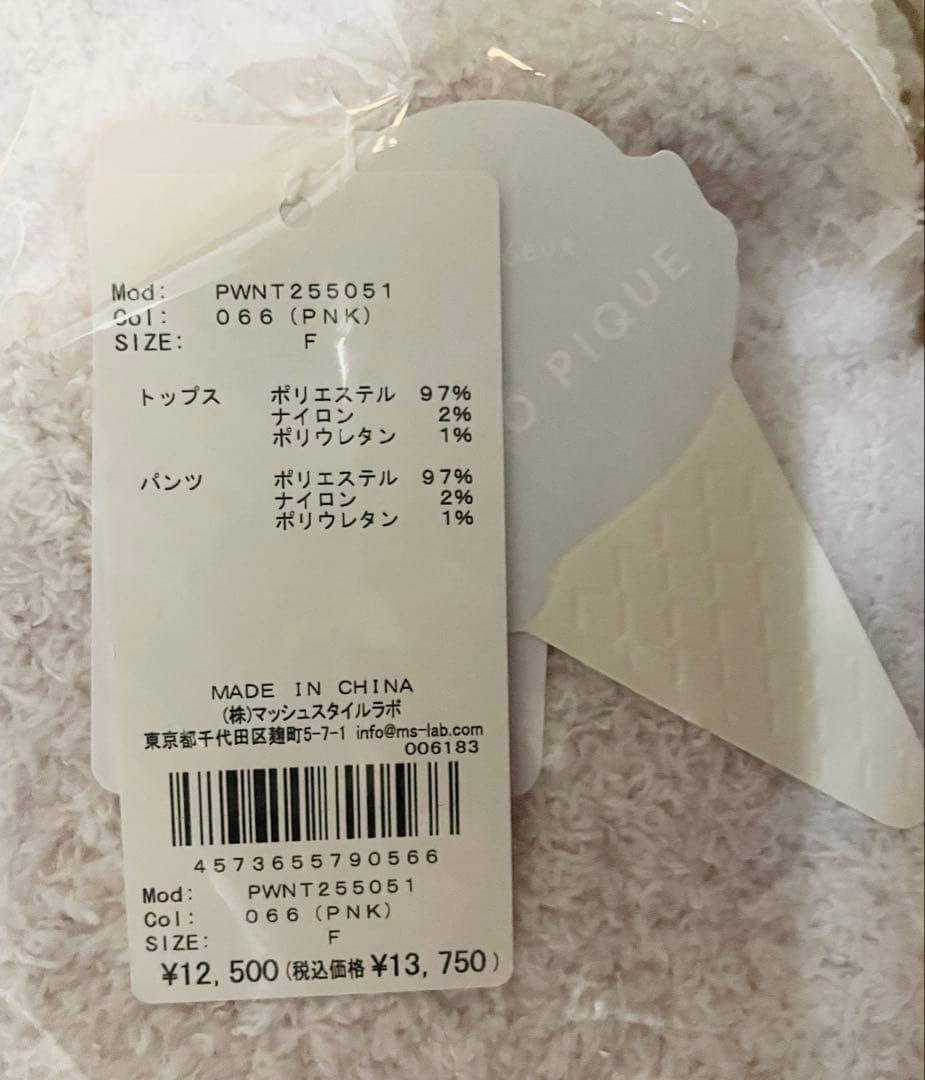 Mod: PWNT255051
Col: 066 (PNK)
SIZE: F
トップス ポリエステル 97%
ナイロン 2%
ポリウレタン 1%
パンツ ポリエステル 97%
ナイロン 2%
ポリウレタン 1%
MADE IN CHINA
(株)マッシュスタイルラボ
東京都千代田区麹町5-7-1 info@ms-lab.com
006183
4573655790566
Mod: PWNT255051
Col: 066 (PNK)
SIZE: F
¥12,500(税込価格¥13,750)
O PIQUE